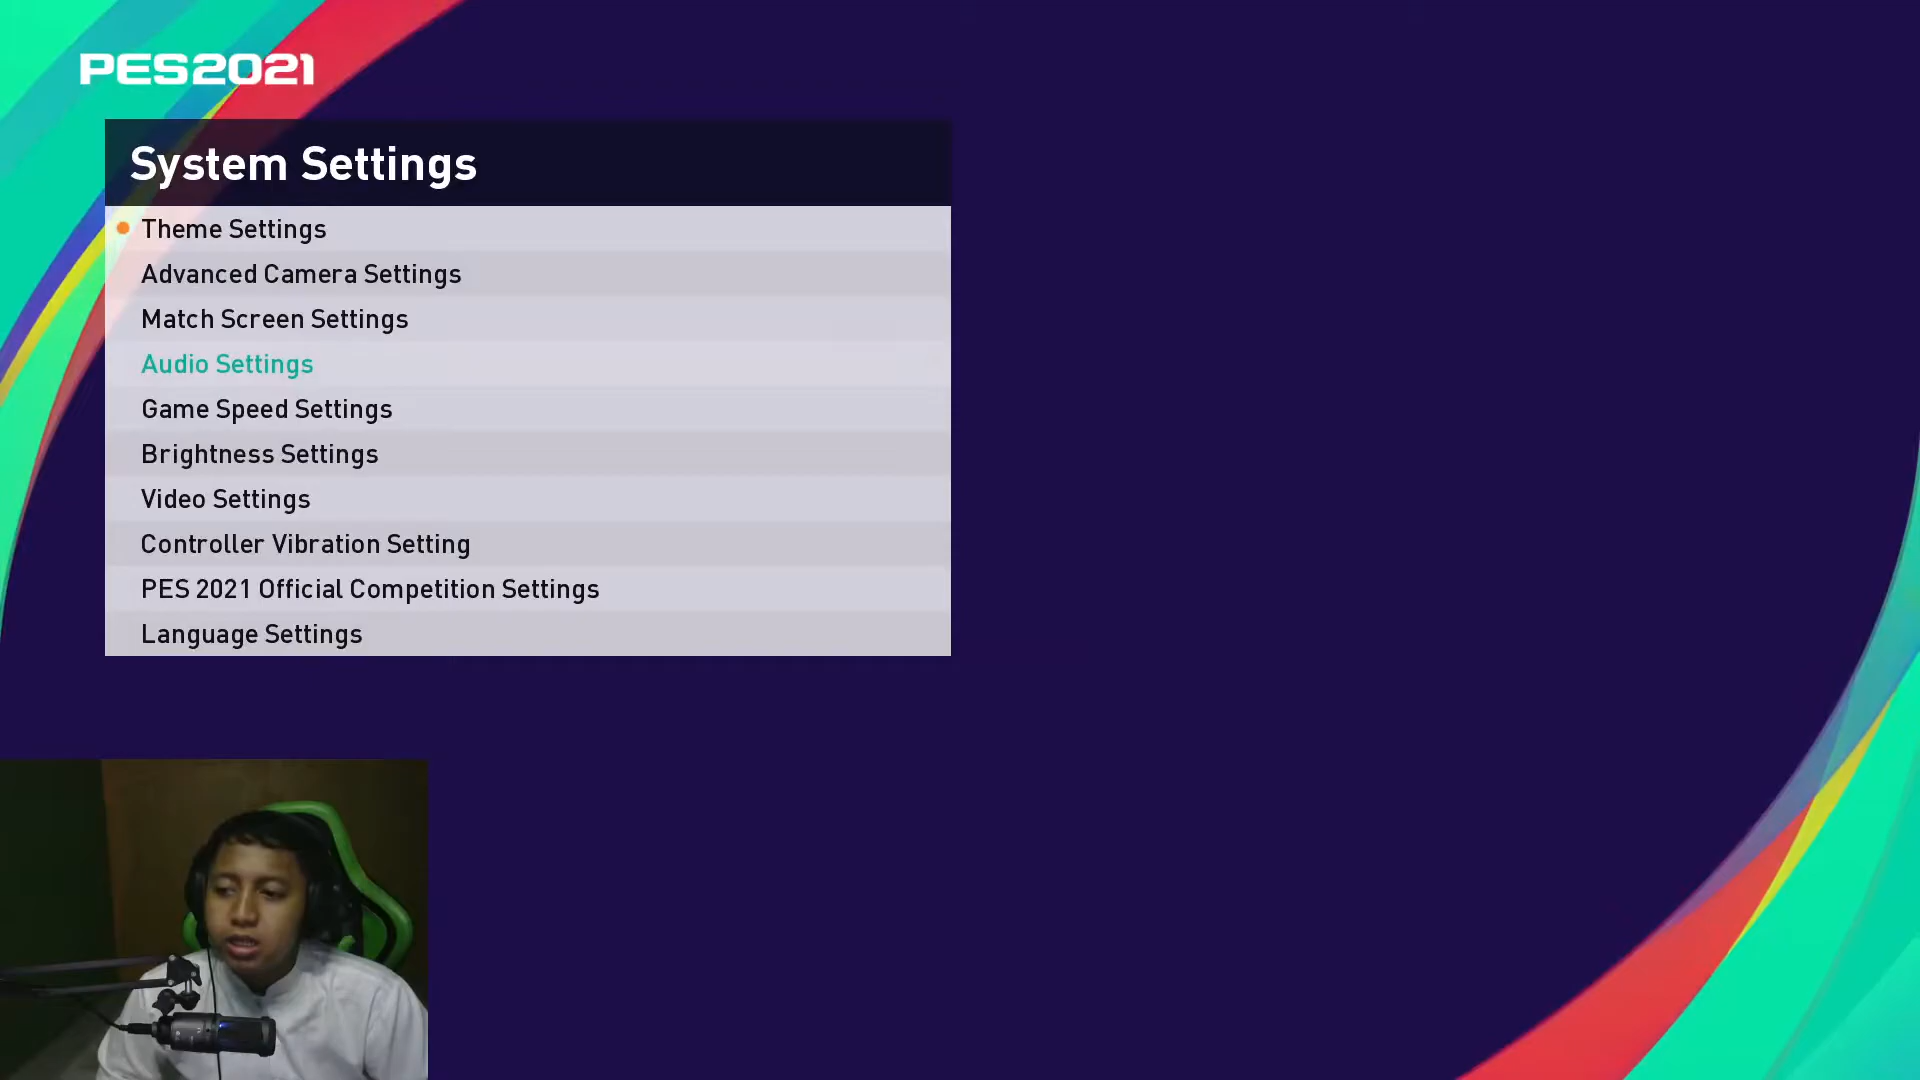 PES2021
System Settings
Theme Settings
Advanced Camera Settings
Match Screen Settings
Audio Settings
Game Speed Settings
Brightness Settings
Video Settings
Controller Vibration Setting
PES 2021 Official Competition Settings
Language Settings